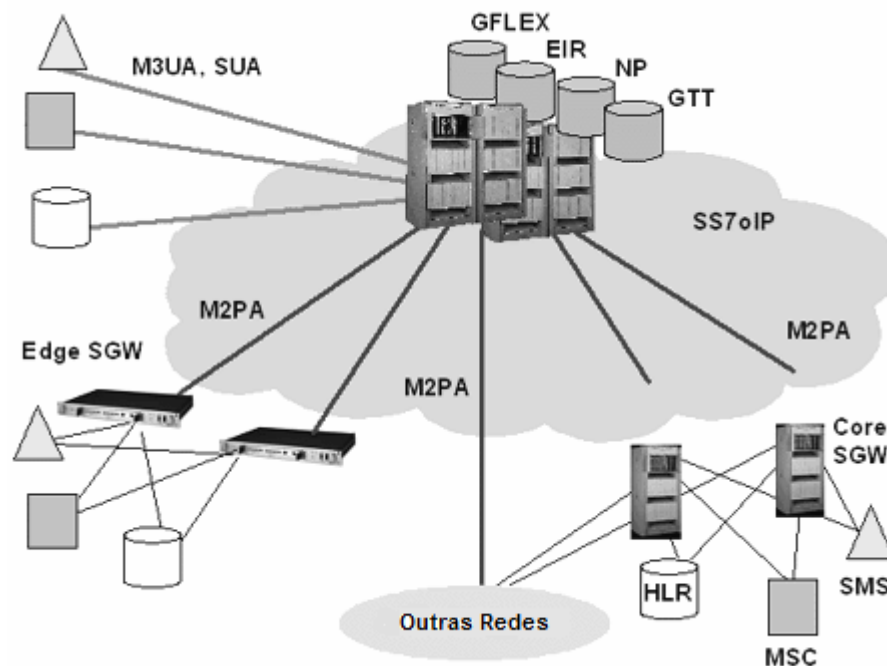 GFLEX
EIR
NP
GTT
M3UA, SUA
SS7oIP
M2PA
M2PA
M2PA
Edge SGW
Core
SGW
HLR
SMS
MSC
Outras Redes